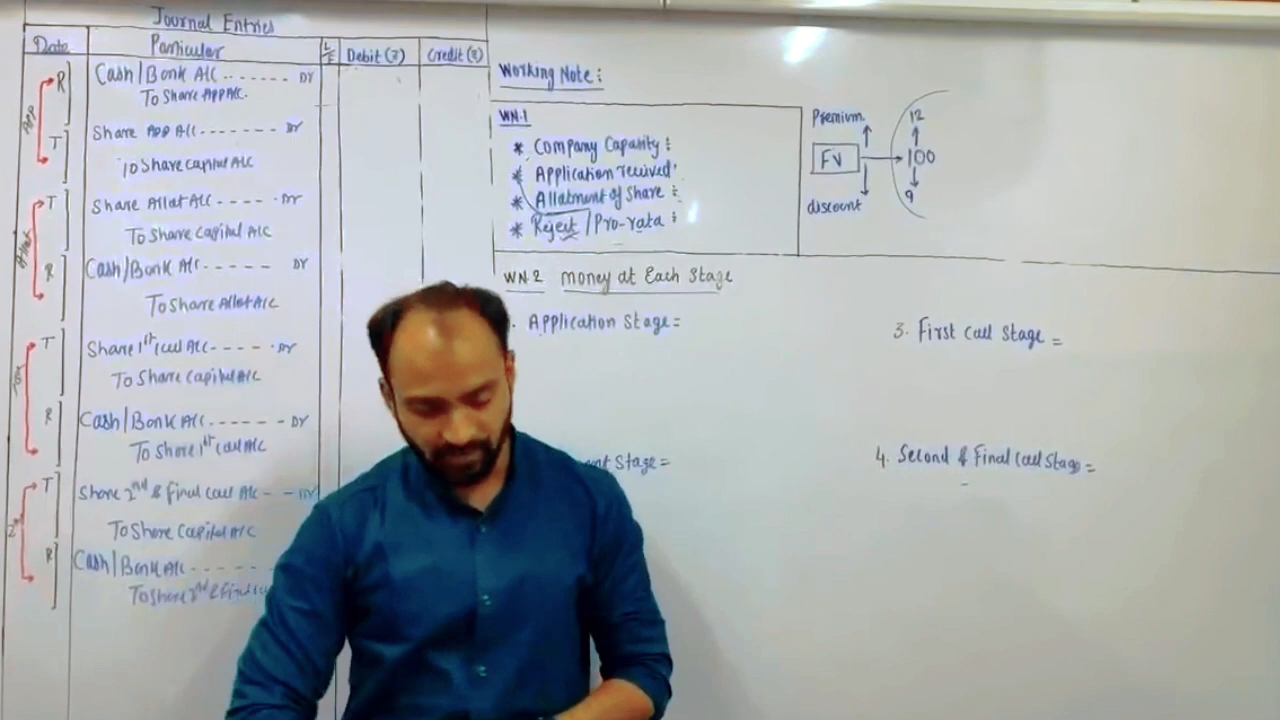 Journal Entries
Date Particular L/F Debit (₹) Credit (₹)
APP R Cash/Bank A/c ....... Dr
To Share APP A/c.
T Share APP A/c ------- Dr
To Share Capital A/c
T Share Allot A/c ---- . Dr
To Share Capital A/c
R Cash/Bank A/c ----- Dr
To Share Allot A/c
T Share 1st Call A/c ---- . Dr
To Share Capital A/c
R Cash/Bank A/c ------ Dr
To Share 1st Call A/c
2nd T Share 2nd & Final Call A/c - - Dr
To Share Capital A/c
R Cash/Bank A/c ------
To Share 2nd & Final
Working Note :
WN.1
* Company Capacity :
* Application received :
* Allatment of Share :
* Reject / Pro-rata :
Premium
FV
discount
12
100
9
WN.2 Money at Each Stage
. Application Stage =
Stage =
3. First Call Stage =
4. Second & Final Call Stage =